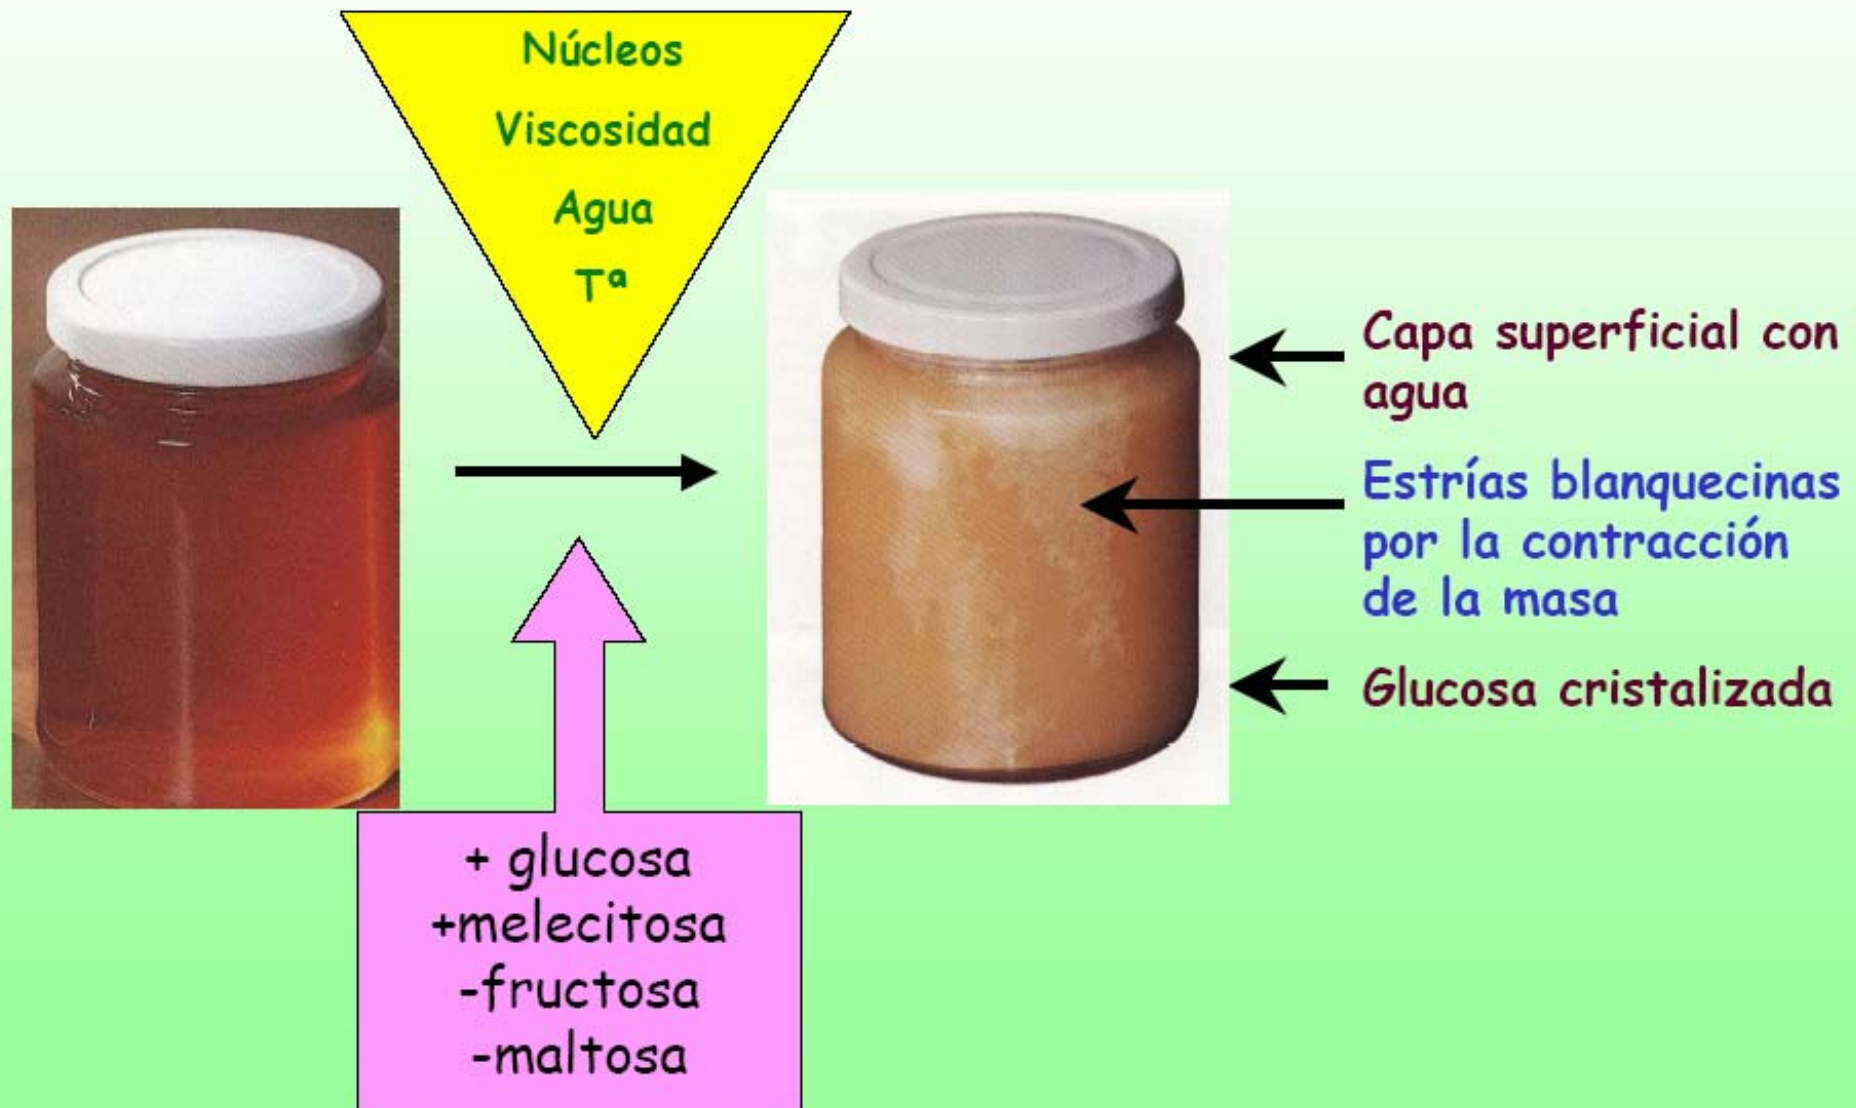 Núcleos
Viscosidad
Agua
Tª
Capa superficial con
agua
Estrías blanquecinas
por la contracción
de la masa
Glucosa cristalizada
+ glucosa
+melecitosa
-fructosa
-maltosa